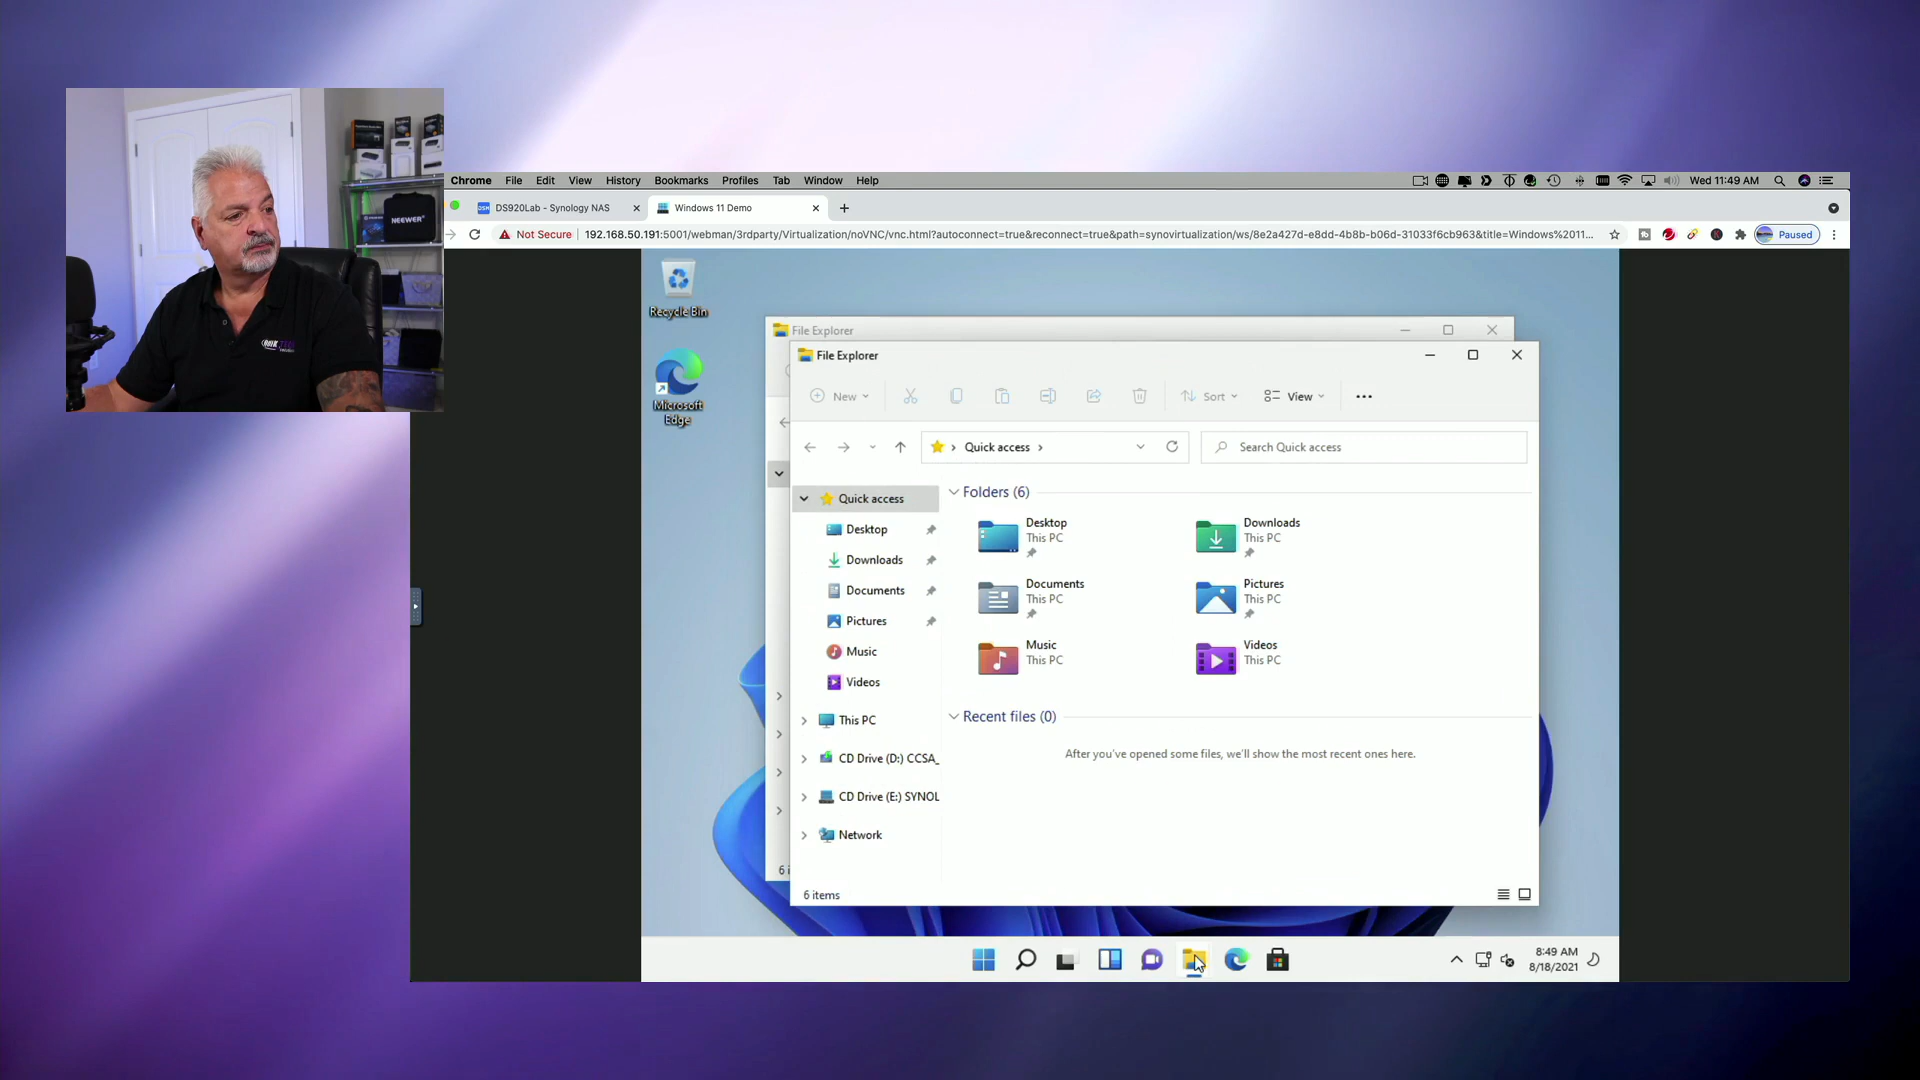 NEEWER
Chrome File Edit View History Bookmarks Profiles Tab Window Help Wed 11:49 AM
DS920Lab - Synology NAS Windows 11 Demo
Not Secure 192.168.50.191:5001/webman/3rdparty/Virtualization/noVNC/vnc.html?autoconnect=true&reconnect=true&path=synovirtualization/ws/8e2a427d-e8dd-4b8b-b06d-31033f6cb963&title=Windows%2011... Paused
Recycle Bin
Microsoft
Edge
File Explorer
File Explorer
New Sort View
Quick access Search Quick access
Quick access
Desktop
Downloads
Documents
Pictures
Music
Videos
This PC
CD Drive (D:) CCSA_
CD Drive (E:) SYNOL
Network
Folders (6)
Desktop
This PC
Downloads
This PC
Documents
This PC
Pictures
This PC
Music
This PC
Videos
This PC
Recent files (0)
After you've opened some files, we'll show the most recent ones here.
6 i
6 items
8:49 AM
8/18/2021